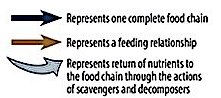 Represents one complete food chain
Represents a feeding relationship
Represents return of nutrients to
the food chain through the actions
of scavengers and decomposers